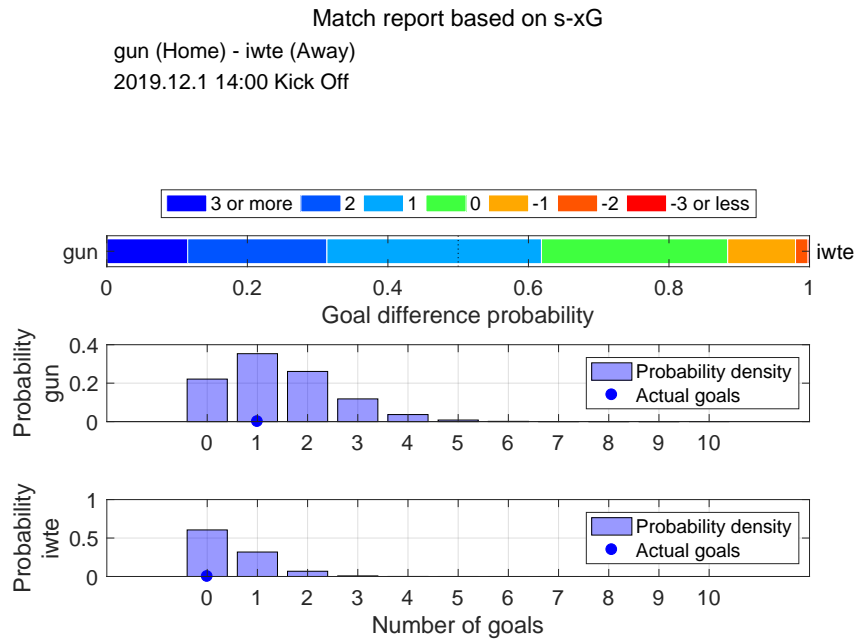 Match report based on s-xG
gun (Home) - iwte (Away)
2019.12.1 14:00 Kick Off
3 or more 2 1 0 -1 -2 -3 or less
gun iwte
0 0.2 0.4 0.6 0.8 1
Goal difference probability
Probability
gun
0.4
0.2
0
Probability density
Actual goals
0 1 2 3 4 5 6 7 8 9 10
Probability
iwte
1
0.5
0
Probability density
Actual goals
0 1 2 3 4 5 6 7 8 9 10
Number of goals